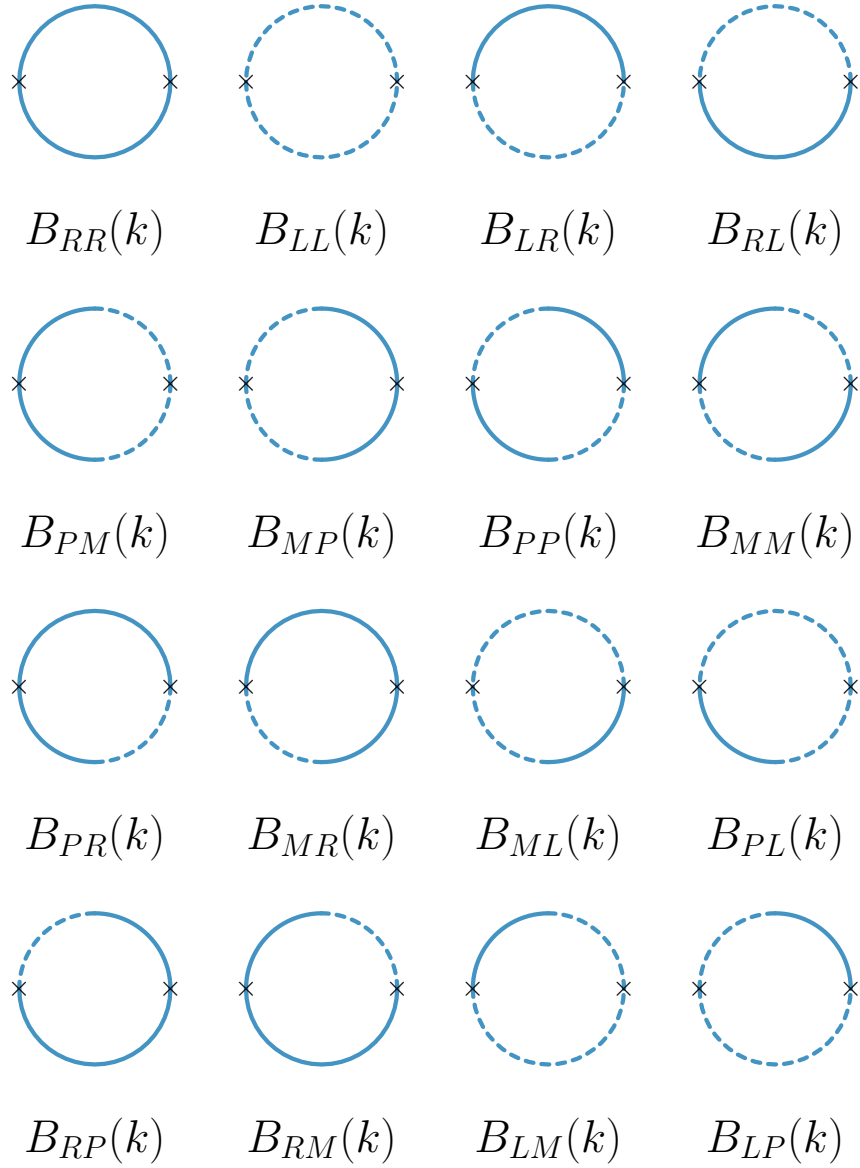 B_{RR}(k) B_{LL}(k) B_{LR}(k) B_{RL}(k)
B_{PM}(k) B_{MP}(k) B_{PP}(k) B_{MM}(k)
B_{PR}(k) B_{MR}(k) B_{ML}(k) B_{PL}(k)
B_{RP}(k) B_{RM}(k) B_{LM}(k) B_{LP}(k)